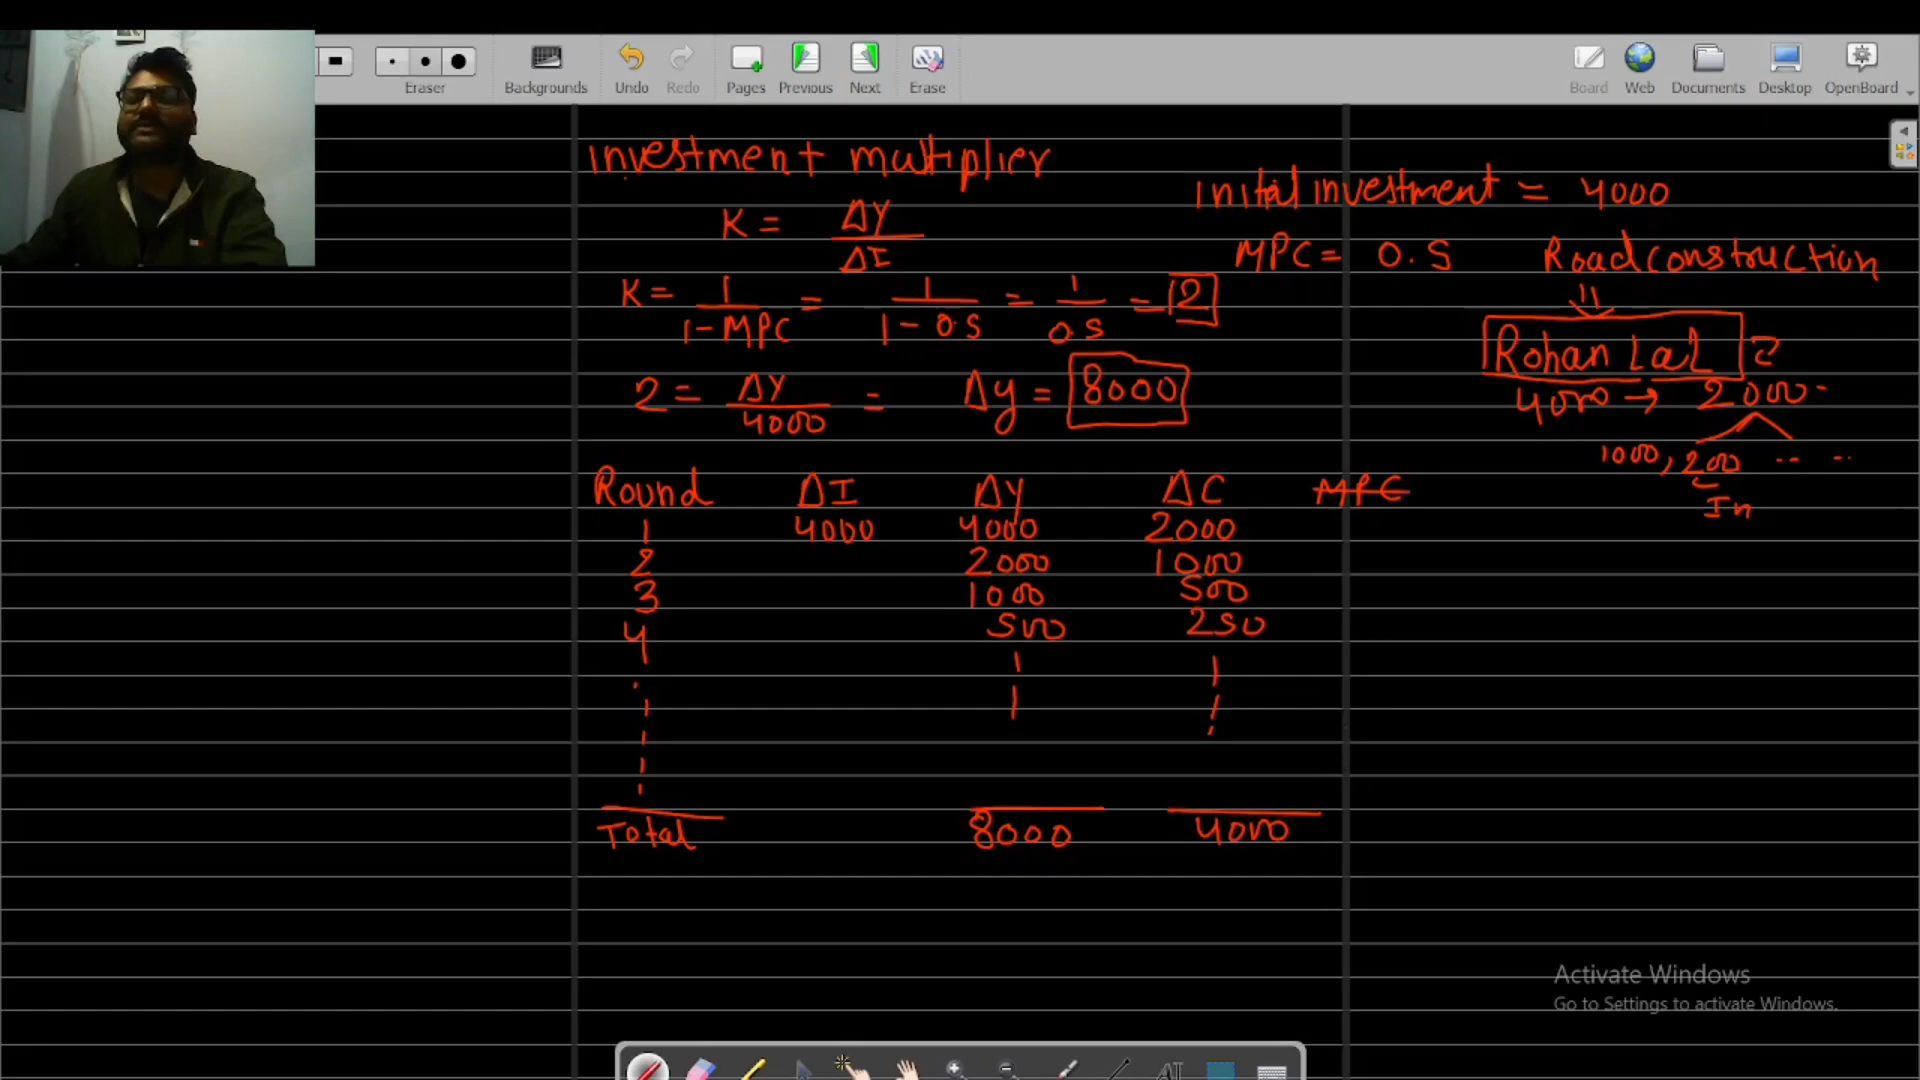 Eraser Backgrounds Undo Redo Pages Previous Next Erase Board Web Documents Desktop OpenBoard
investment multiplier
K = ΔY / ΔI
K = 1 / 1-MPC = 1 / 1-0.5 = 1 / 0.5 = 2
2 = ΔY / 4000 = Δy = 8000
Inital investment = 4000
MPC = 0.5 Road construction
Rohan Lal
4000 → 2000-
1000, 200 -- --
In
Round ΔI ΔY ΔC MPC
1 4000 4000 2000
2 2000 1000
3 1000 500
4 500 250
Total 8000 4000
Activate Windows
Go to Settings to activate Windows.